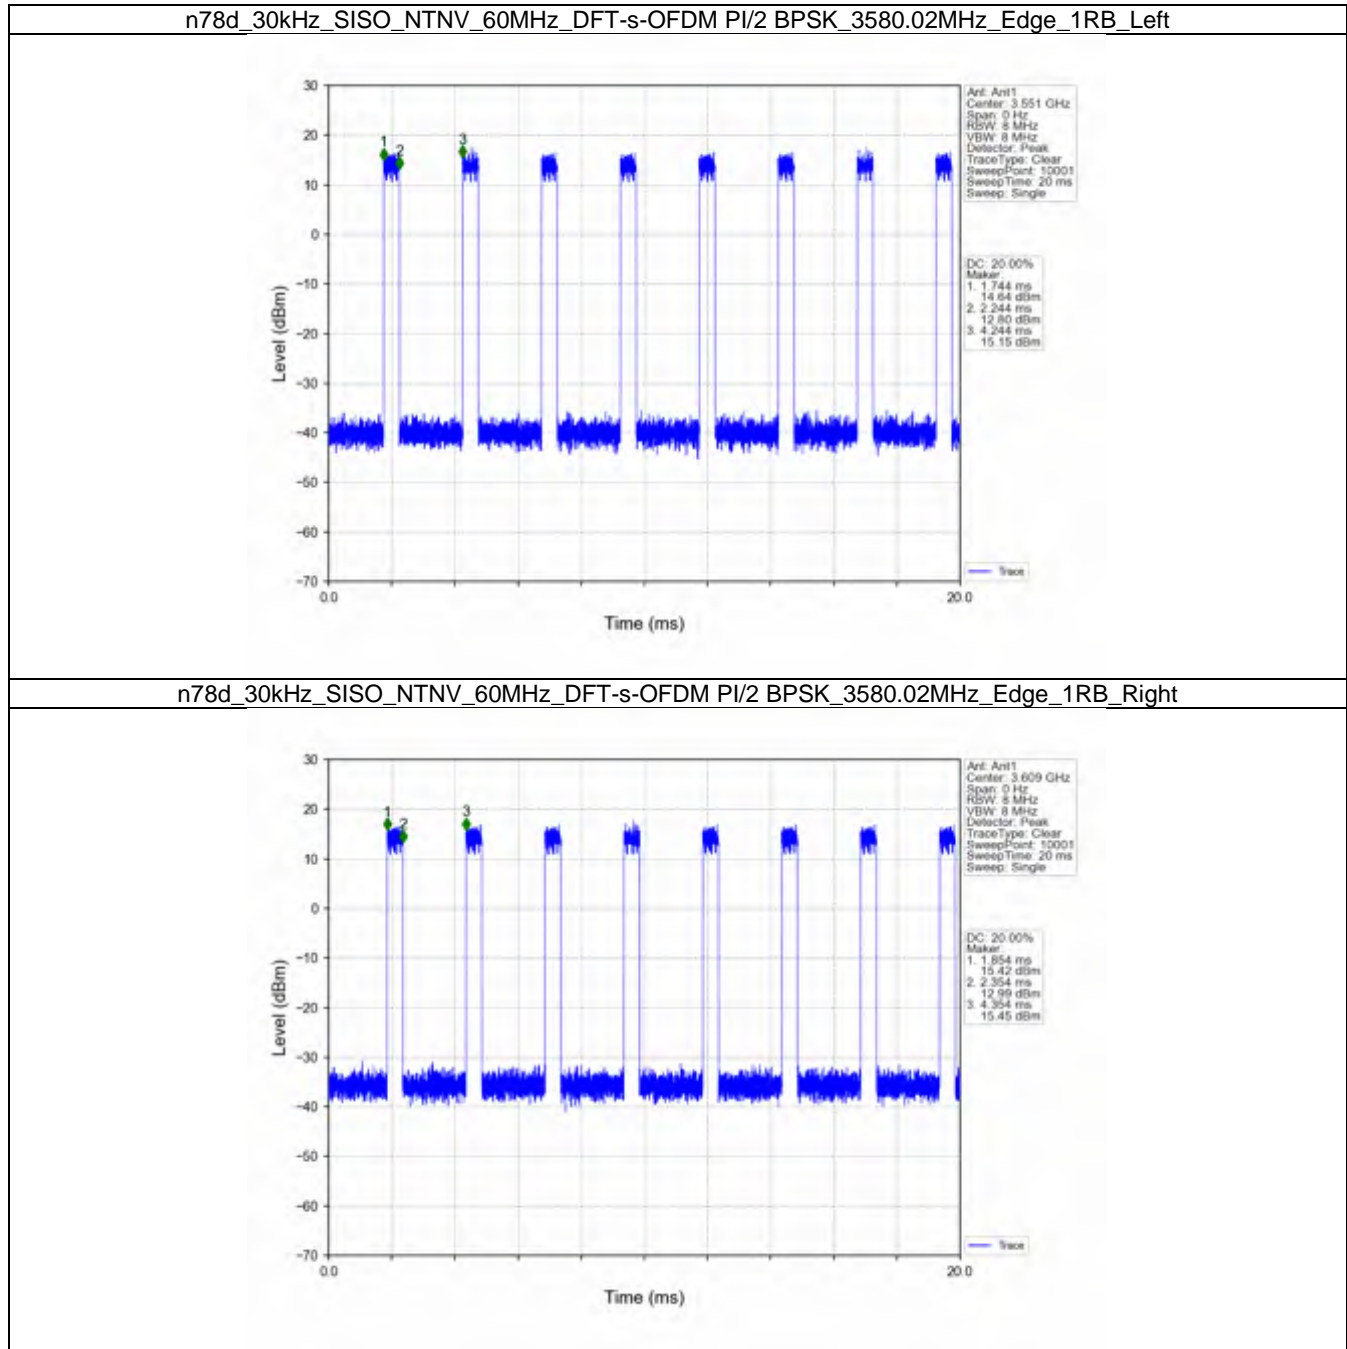 n78d_30kHz_SISO_NTNV_60MHz_DFT-s-OFDM PI/2 BPSK_3580.02MHz_Edge_1RB_Left
30
20
10
0
−10
−20
−30
−40
−50
−60
−70
Level (dBm)
1
2
3
0.0
20.0
Time (ms)
Ant: Ant1
Center: 3.551 GHz
Span: 0 Hz
RBW: 8 MHz
VBW: 8 MHz
Detector: Peak
TraceType: Clear
SweepPoint: 10001
SweepTime: 20 ms
Sweep: Single
DC: 20.00%
Maker:
1. 1.744 ms
14.64 dBm
2. 2.244 ms
12.80 dBm
3. 4.244 ms
15.15 dBm
Trace
n78d_30kHz_SISO_NTNV_60MHz_DFT-s-OFDM PI/2 BPSK_3580.02MHz_Edge_1RB_Right
30
20
10
0
−10
−20
−30
−40
−50
−60
−70
Level (dBm)
1
2
3
0.0
20.0
Time (ms)
Ant: Ant1
Center: 3.609 GHz
Span: 0 Hz
RBW: 8 MHz
VBW: 8 MHz
Detector: Peak
TraceType: Clear
SweepPoint: 10001
SweepTime: 20 ms
Sweep: Single
DC: 20.00%
Maker:
1. 1.854 ms
15.42 dBm
2. 2.354 ms
12.99 dBm
3. 4.354 ms
15.45 dBm
Trace